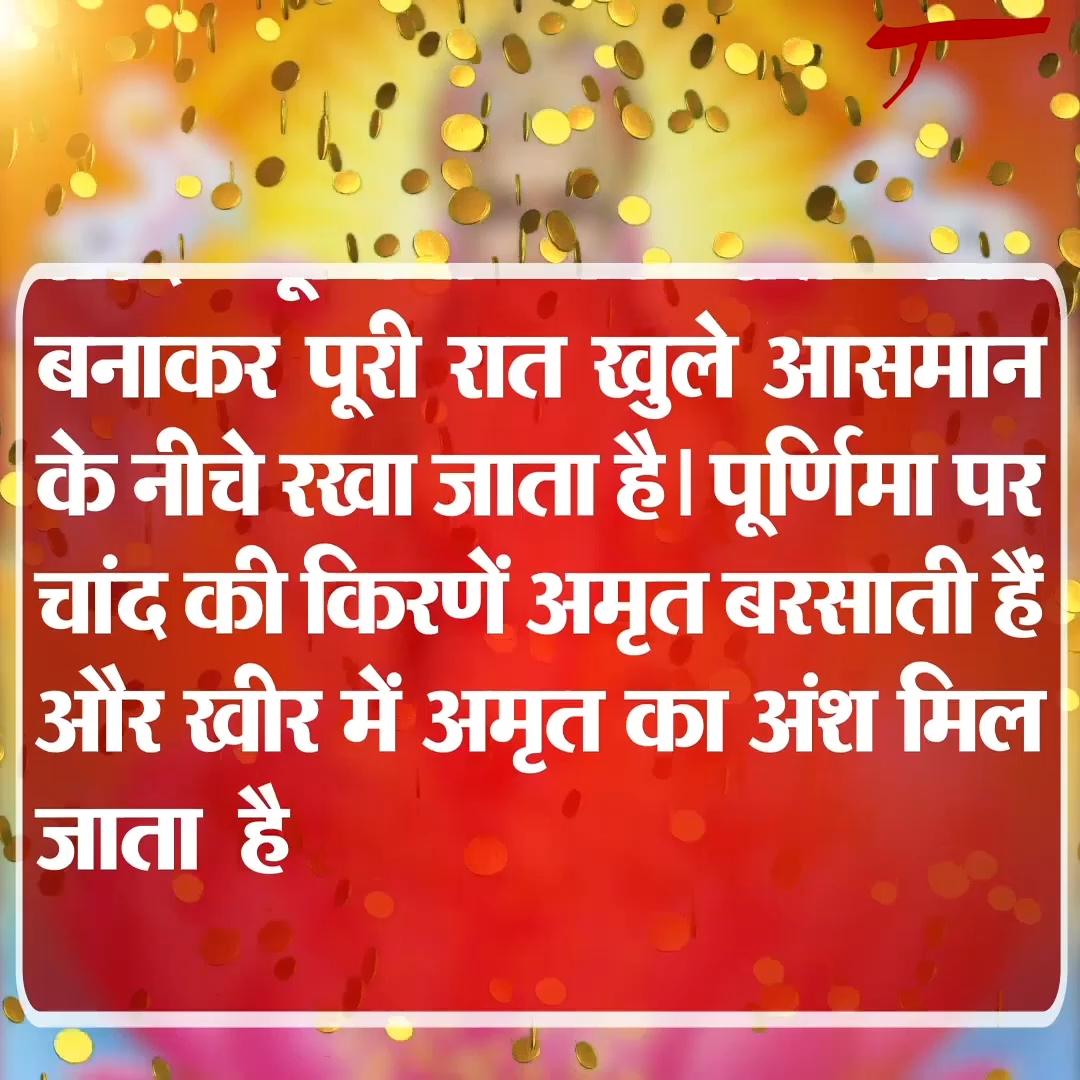 बनाकर पूरी रात खुले आसमान
के नीचे रखा जाता है। पूर्णिमा पर
चांद की किरणें अमृत बरसाती हैं
और खीर में अमृत का अंश मिल
जाता है